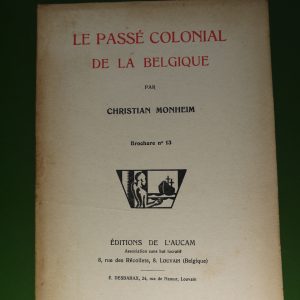 LE PASSÉ COLONIAL
DE LA BELGIQUE
PAR
CHRISTIAN MONHEIM
Brochure n° 13
ÉDITIONS DE L'AUCAM
Association sans but lucratif
8, rue des Récollets, 8, LOUVAIN (Belgique)
F. DESBARAX, 24, rue de Namur, Louvain